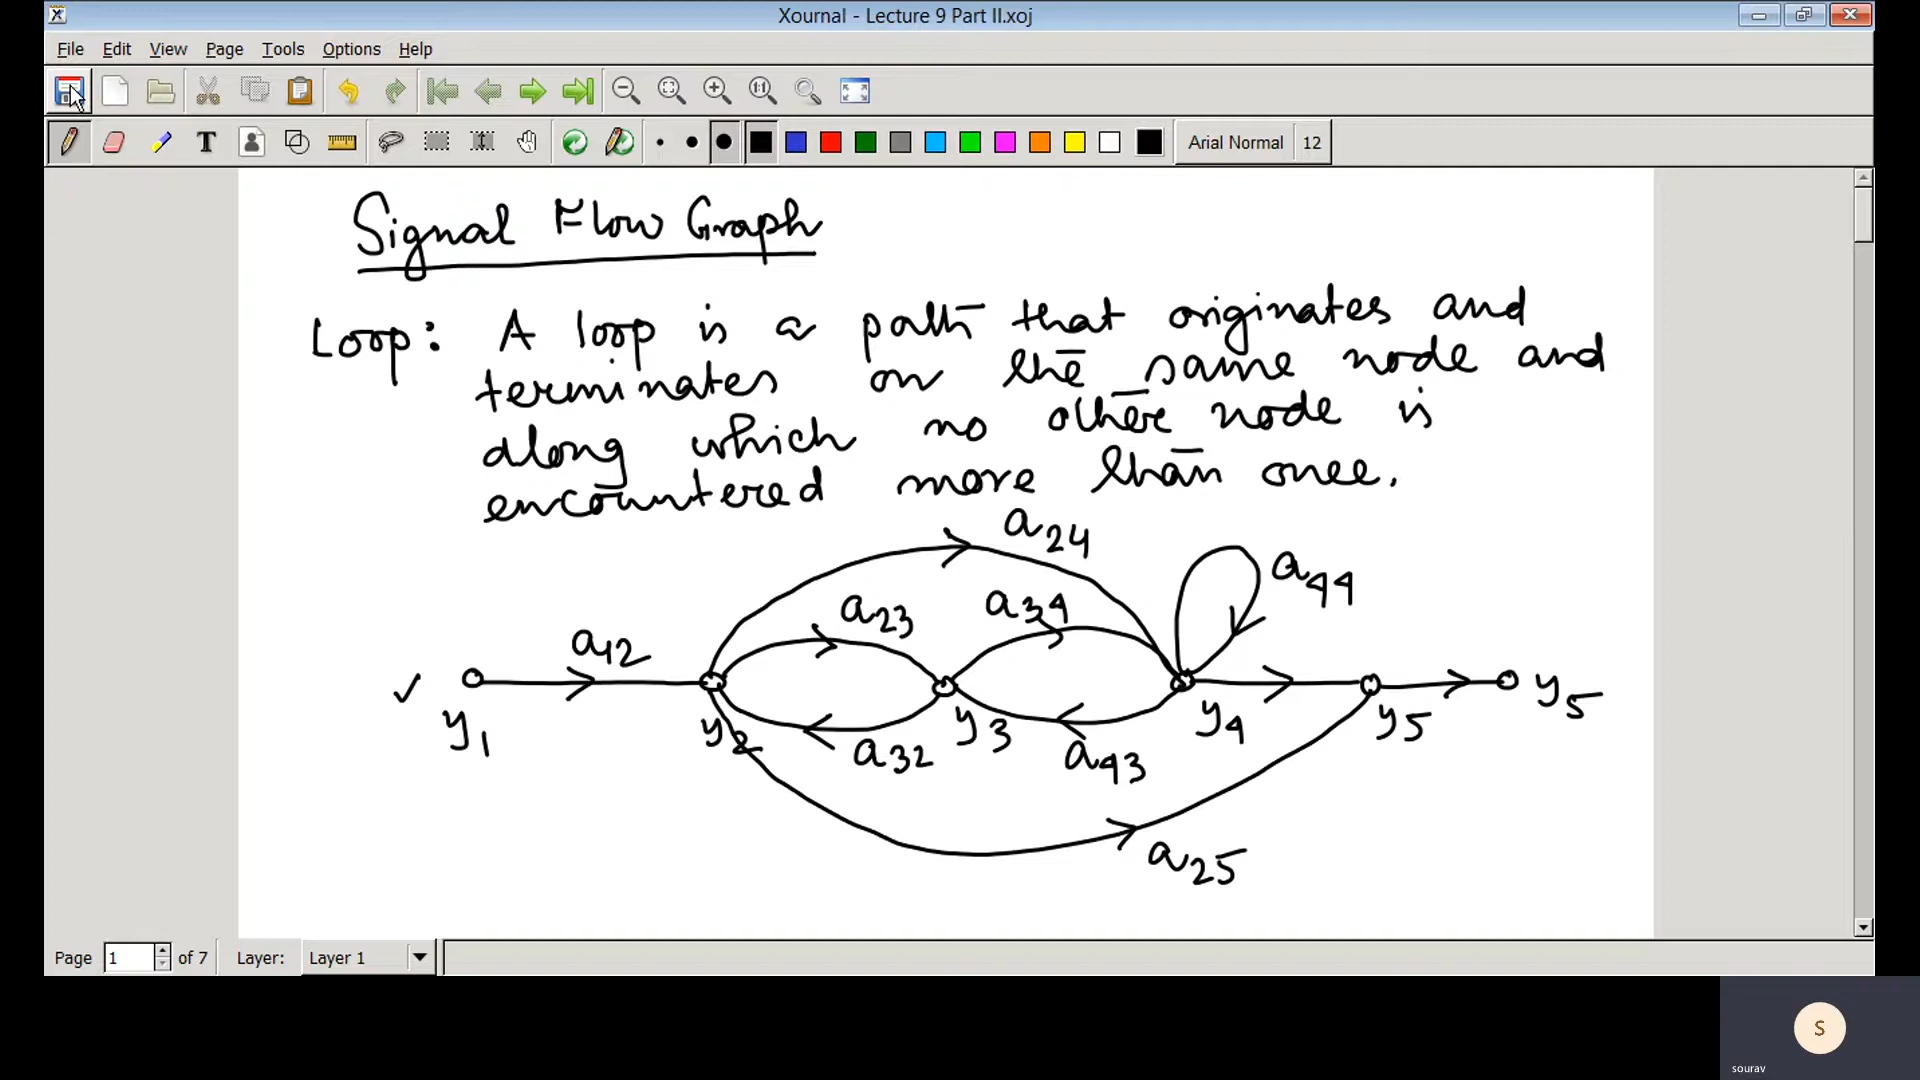 Xournal - Lecture 9 Part II.xoj
File Edit View Page Tools Options Help
Arial Normal 12
Signal Flow Graph
Loop: A loop is a path that originates and
terminates on the same node and
along which no other node is
encountered more than once.
a24
a44
a23 a34
a12
y1 y2 y3 y4 y5 y5
a32 a43
a25
Page 1 of 7 Layer: Layer 1
S
sourav